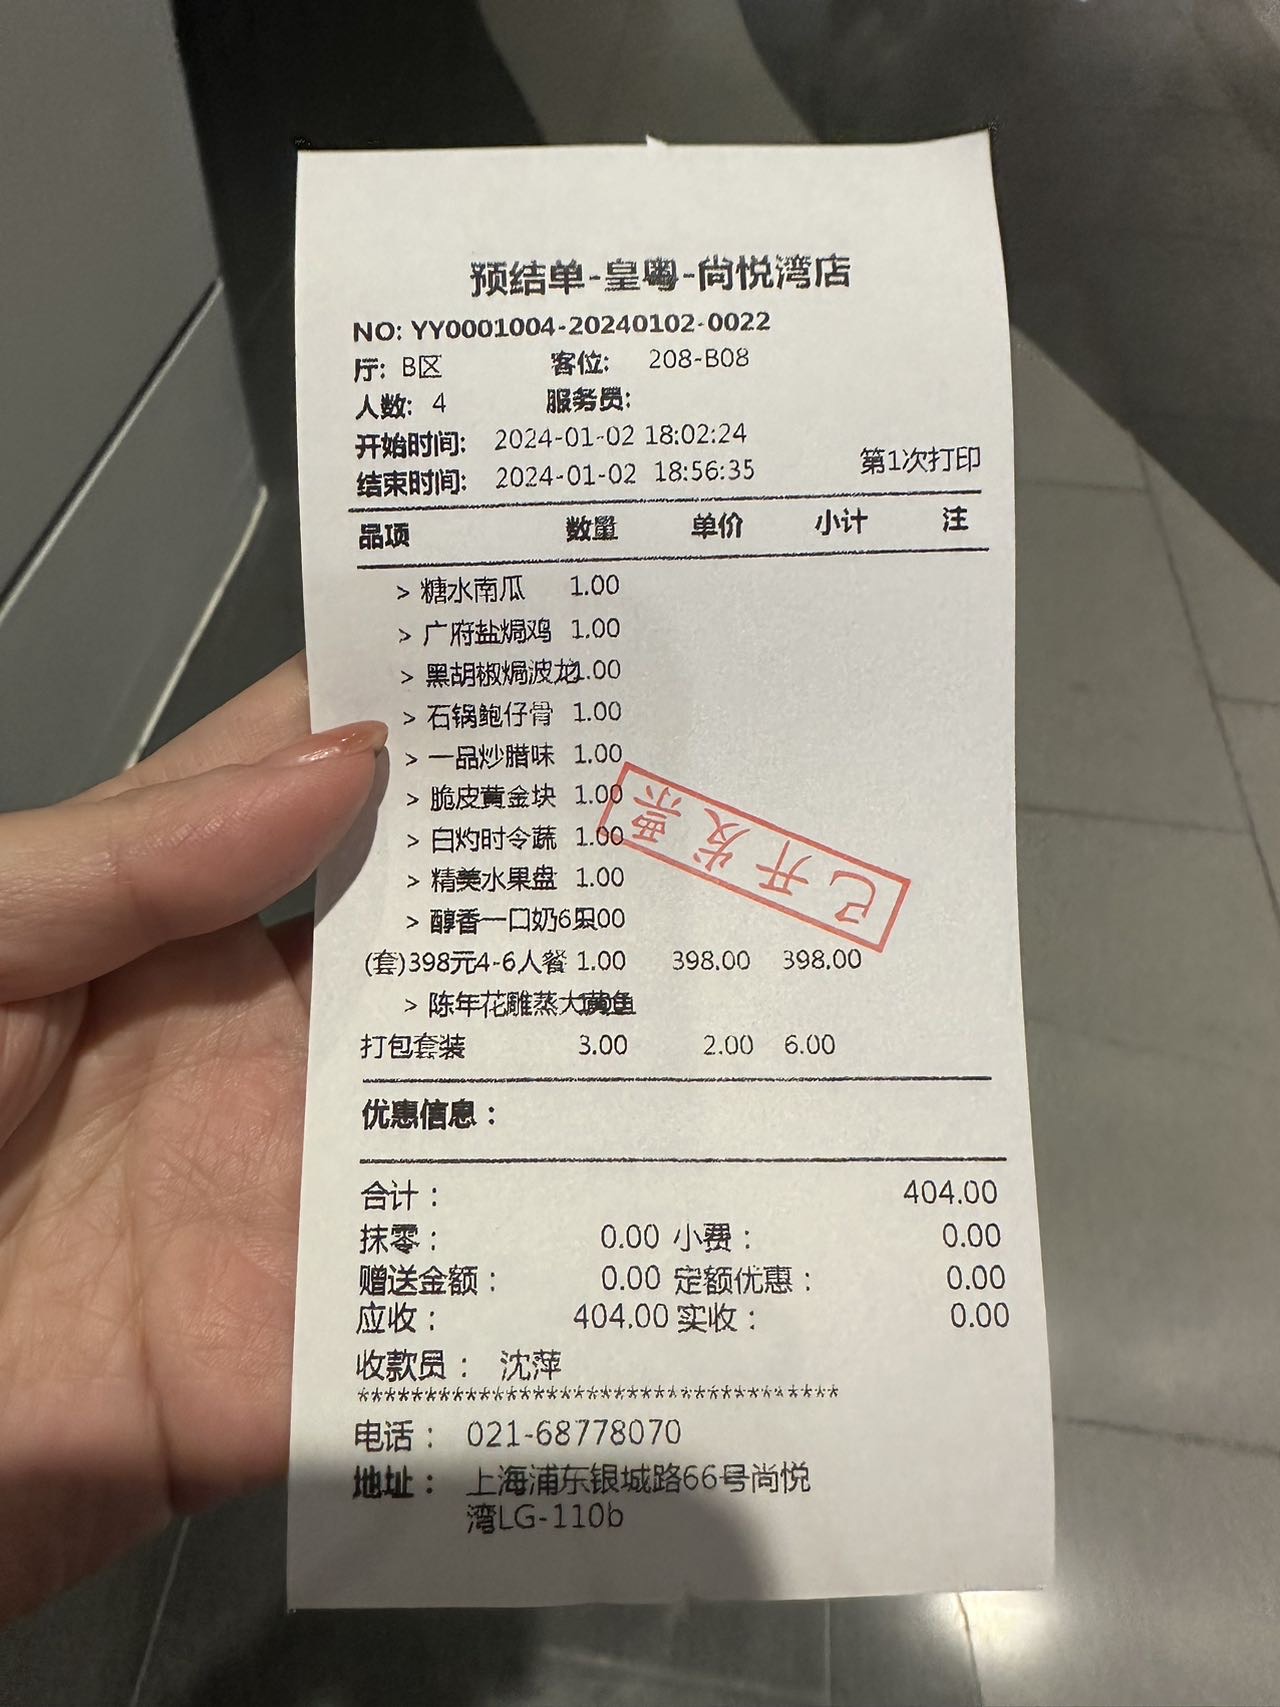 预结单-皇粤-尚悦湾店
NO: YY0001004-20240102-0022
厅: B区 客位: 208-B08
人数: 4 服务员:
开始时间: 2024-01-02 18:02:24
结束时间: 2024-01-02 18:56:35 第1次打印
品项 数量 单价 小计 注
> 糖水南瓜 1.00
> 广府盐焗鸡 1.00
> 黑胡椒焗波龙 1.00
> 石锅鲍仔骨 1.00
> 一品炒腊味 1.00
> 脆皮黄金块 1.00
> 白灼时令蔬 1.00
> 精美水果盘 1.00
> 醇香一口奶6只 1.00
(套)398元4-6人餐 1.00 398.00 398.00
> 陈年花雕蒸大黄鱼
打包套装 3.00 2.00 6.00
已开发票
优惠信息：
合计： 404.00
抹零： 0.00 小费： 0.00
赠送金额： 0.00 定额优惠： 0.00
应收： 404.00 实收： 0.00
收款员： 沈萍
************************************
电话： 021-68778070
地址： 上海浦东银城路66号尚悦
湾LG-110b